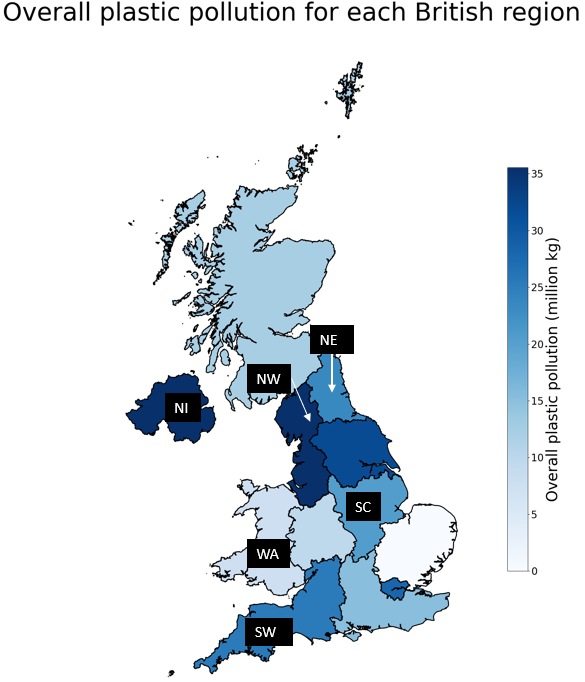 Overall plastic pollution for each British region
NE
NW
NI
SC
WA
SW
35
30
25
20
15
10
5
0
Overall plastic pollution (million kg)